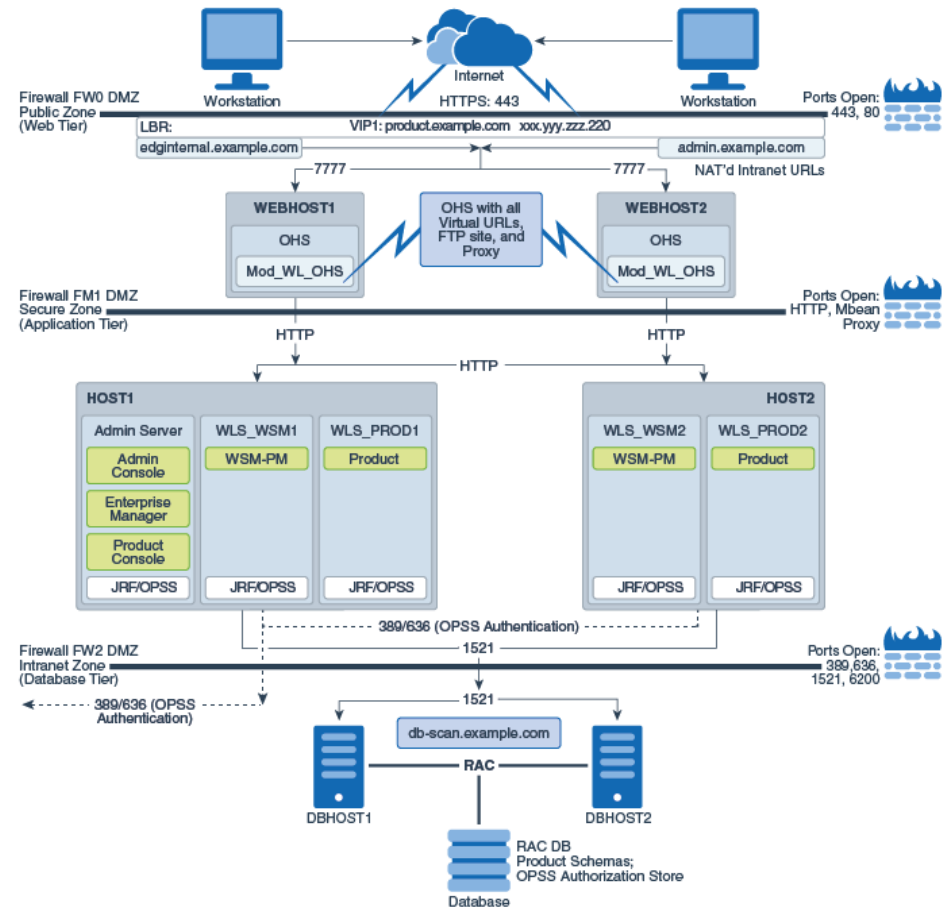 Internet
Workstation
HTTPS: 443
Workstation
Firewall FW0 DMZ
Public Zone
(Web Tier)
Ports Open:
443, 80
LBR:
VIP1: product.example.com xxx.yyy.zzz.220
edginternal.example.com
admin.example.com
NAT'd Intranet URLs
7777
7777
WEBHOST1
OHS
Mod_WL_OHS
OHS with all
Virtual URLs,
FTP site, and
Proxy
WEBHOST2
OHS
Mod_WL_OHS
Firewall FM1 DMZ
Secure Zone
(Application Tier)
Ports Open:
HTTP, Mbean
Proxy
HTTP
HTTP
HTTP
HOST1
Admin Server
Admin
Console
Enterprise
Manager
Product
Console
JRF/OPSS
WLS_WSM1
WSM-PM
JRF/OPSS
WLS_PROD1
Product
JRF/OPSS
HOST2
WLS_WSM2
WSM-PM
JRF/OPSS
WLS_PROD2
Product
JRF/OPSS
389/636 (OPSS Authentication)
1521
Firewall FW2 DMZ
Intranet Zone
(Database Tier)
Ports Open:
389,636,
1521, 6200
389/636 (OPSS
Authentication)
1521
db-scan.example.com
RAC
DBHOST1
DBHOST2
RAC DB
Product Schemas;
OPSS Authorization Store
Database